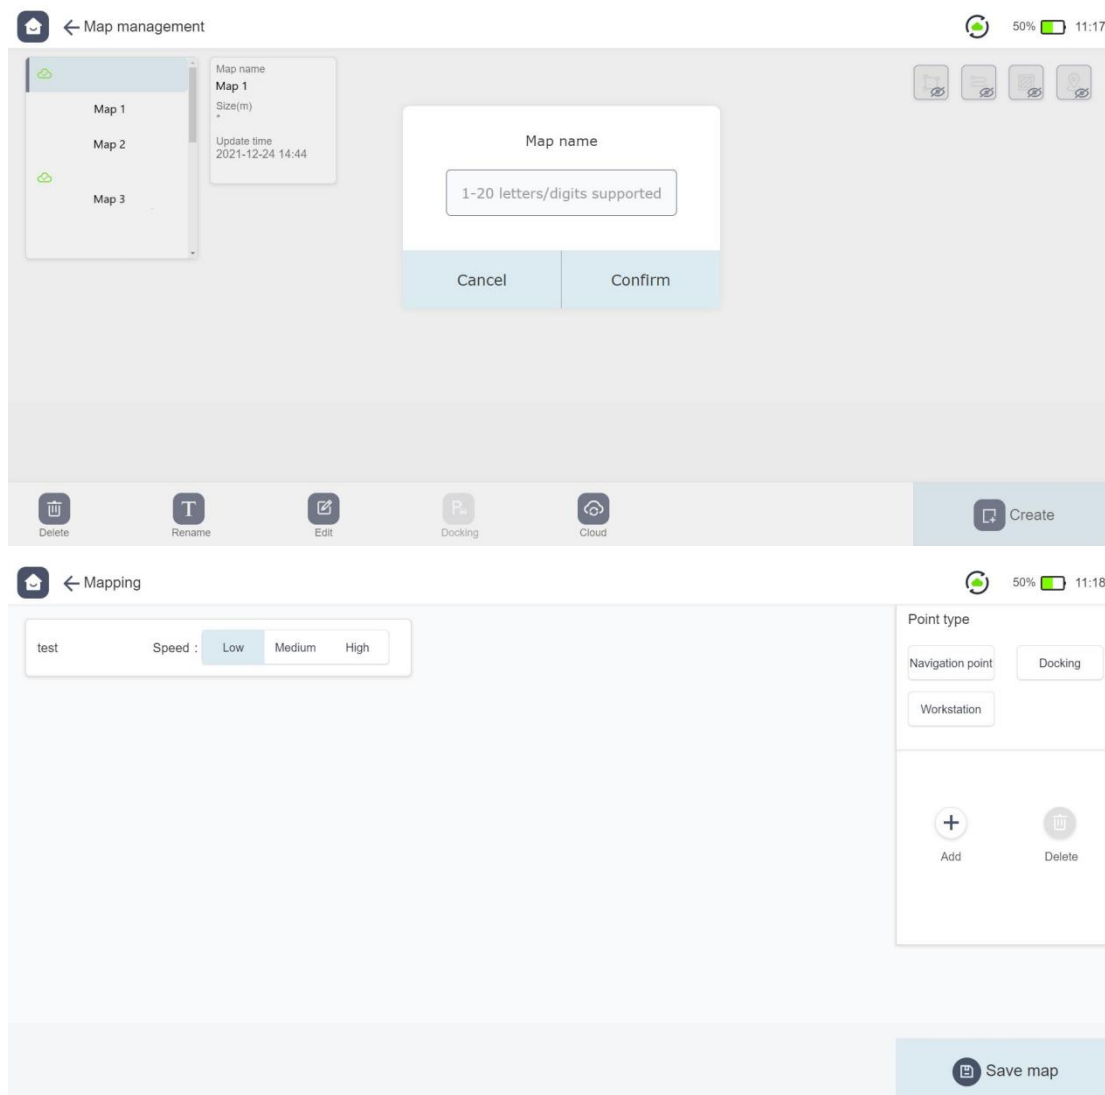 Map management
50%
11:17
Map 1
Map 2
Map 3
Map name
Map 1
Size(m)
*
Update time
2021-12-24 14:44
Map name
1-20 letters/digits supported
Cancel
Confirm
Delete
Rename
Edit
Docking
Cloud
Create
Mapping
50%
11:18
test
Speed :
Low
Medium
High
Point type
Navigation point
Docking
Workstation
Add
Delete
Save map